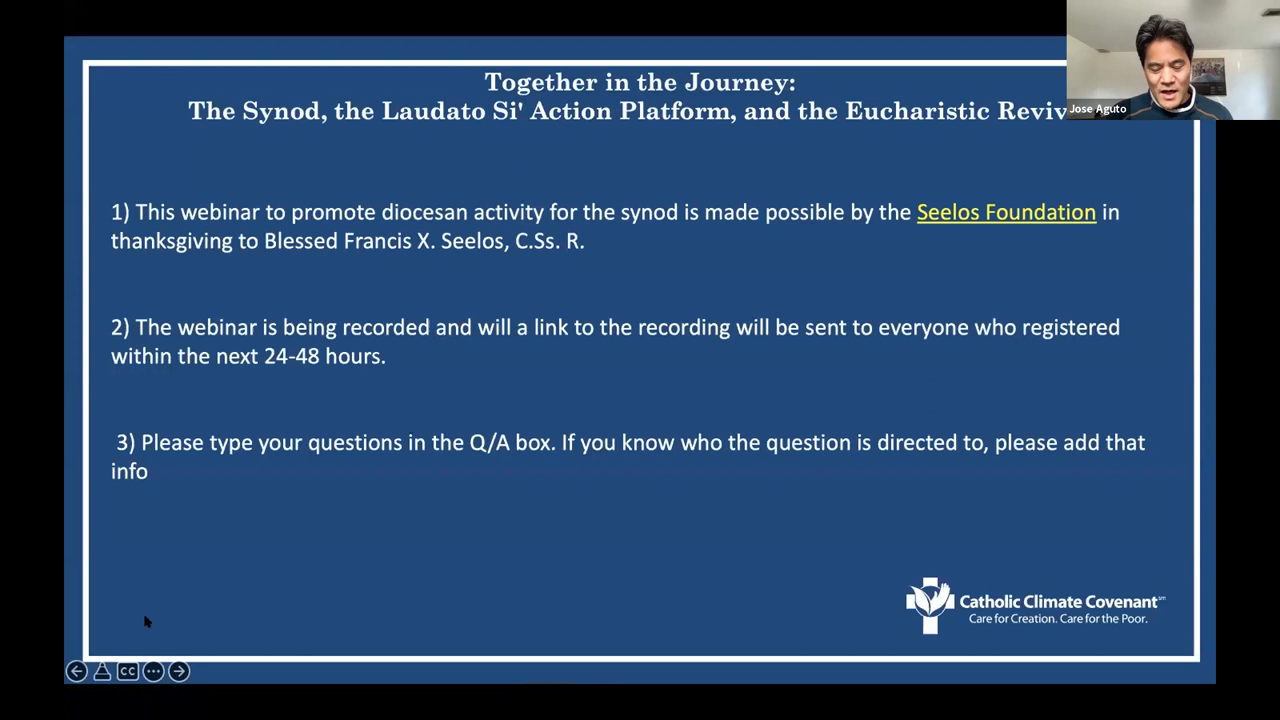 Together in the Journey:
The Synod, the Laudato Si' Action Platform, and the Eucharistic Reviv
Jose Aguto
1) This webinar to promote diocesan activity for the synod is made possible by the Seelos Foundation in
thanksgiving to Blessed Francis X. Seelos, C.Ss. R.
2) The webinar is being recorded and will a link to the recording will be sent to everyone who registered
within the next 24-48 hours.
3) Please type your questions in the Q/A box. If you know who the question is directed to, please add that
info
Catholic Climate Covenant℠
Care for Creation. Care for the Poor.
CC